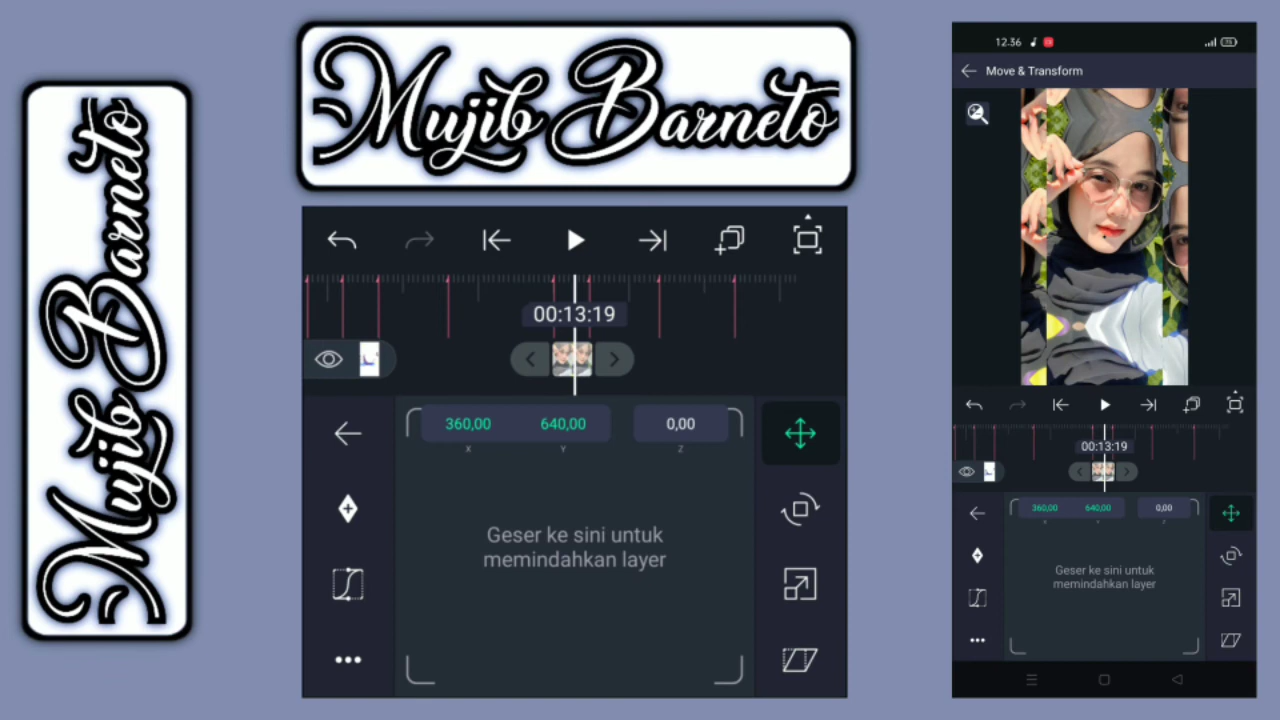 Mujib Barneto
Mujib Barneto
00:13:19
360,00 640,00 0,00
X Y Z
Geser ke sini untuk
memindahkan layer
12.36
75
Move & Transform
00:13:19
360,00 640,00 0,00
X Y Z
Geser ke sini untuk
memindahkan layer